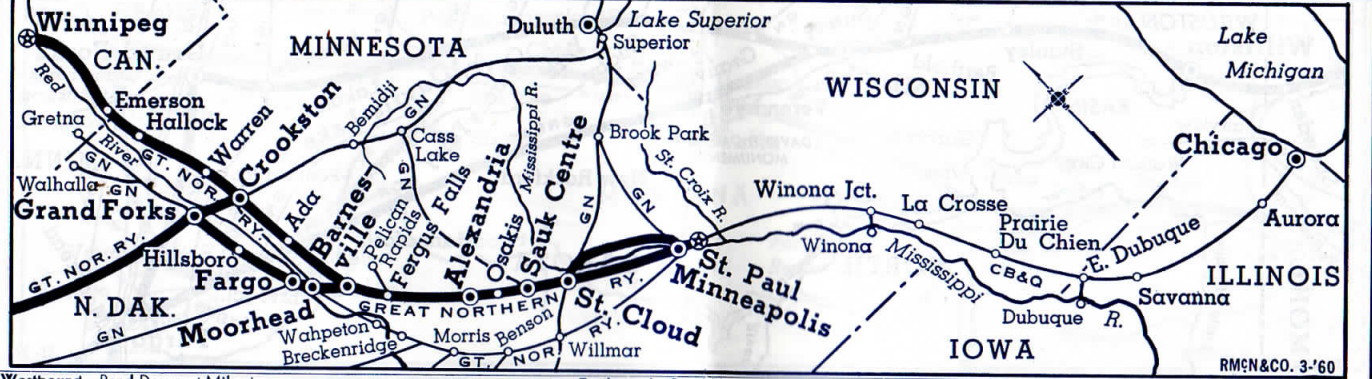 Winnipeg
CAN.
Red
River
Emerson
Hallock
Gretna
GN
Walhalla
GN
GT. NOR.
RY.
Warren
Crookston
Grand Forks
GT. NOR. RY.
Hillsboro
Fargo
N. DAK.
GN
Moorhead
Ada
Barnes
ville
MINNESOTA
Bemidji
GN
Cass
Lake
GN
Pelican
Rapids
Fergus Falls
Alexandria
Osakis
Sauk Centre
Mississippi R.
GREAT NORTHERN
RY.
Wahpeton
Breckenridge
Morris
Benson
GT. NOR.
RY.
Willmar
St. Cloud
Duluth
Lake Superior
Superior
Brook Park
GN
GN
St. Croix R.
St. Paul
Minneapolis
WISCONSIN
Winona Jct.
Winona
La Crosse
Mississippi
R.
Prairie
Du Chien
CB&Q
E. Dubuque
Dubuque
Savanna
IOWA
Lake
Michigan
Chicago
Aurora
ILLINOIS
RMCN&CO. 3-'60